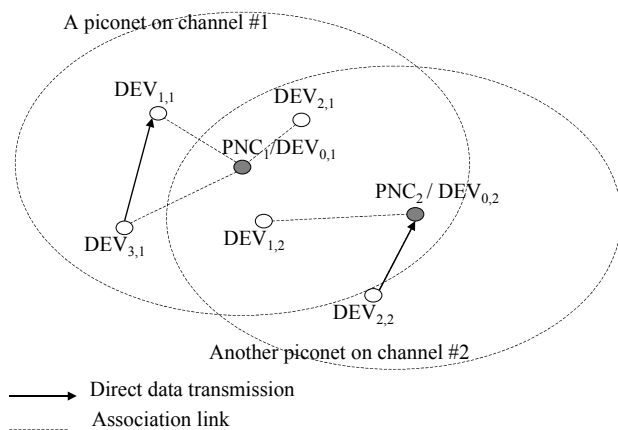 A piconet on channel #1
DEV1,1
DEV2,1
PNC1/DEV0,1
PNC2 / DEV0,2
DEV3,1
DEV1,2
DEV2,2
Another piconet on channel #2
Direct data transmission
Association link